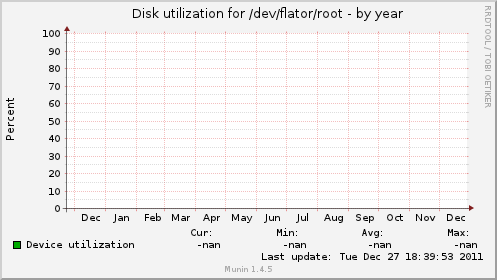 Disk utilization for /dev/flator/root - by year
RRDTOOL / TOBI OETIKER
Percent
100
90
80
70
60
50
40
30
20
10
0
Dec Jan Feb Mar Apr May Jun Jul Aug Sep Oct Nov Dec
Cur: Min: Avg: Max:
Device utilization -nan -nan -nan -nan
Last update: Tue Dec 27 18:39:53 2011
Munin 1.4.5